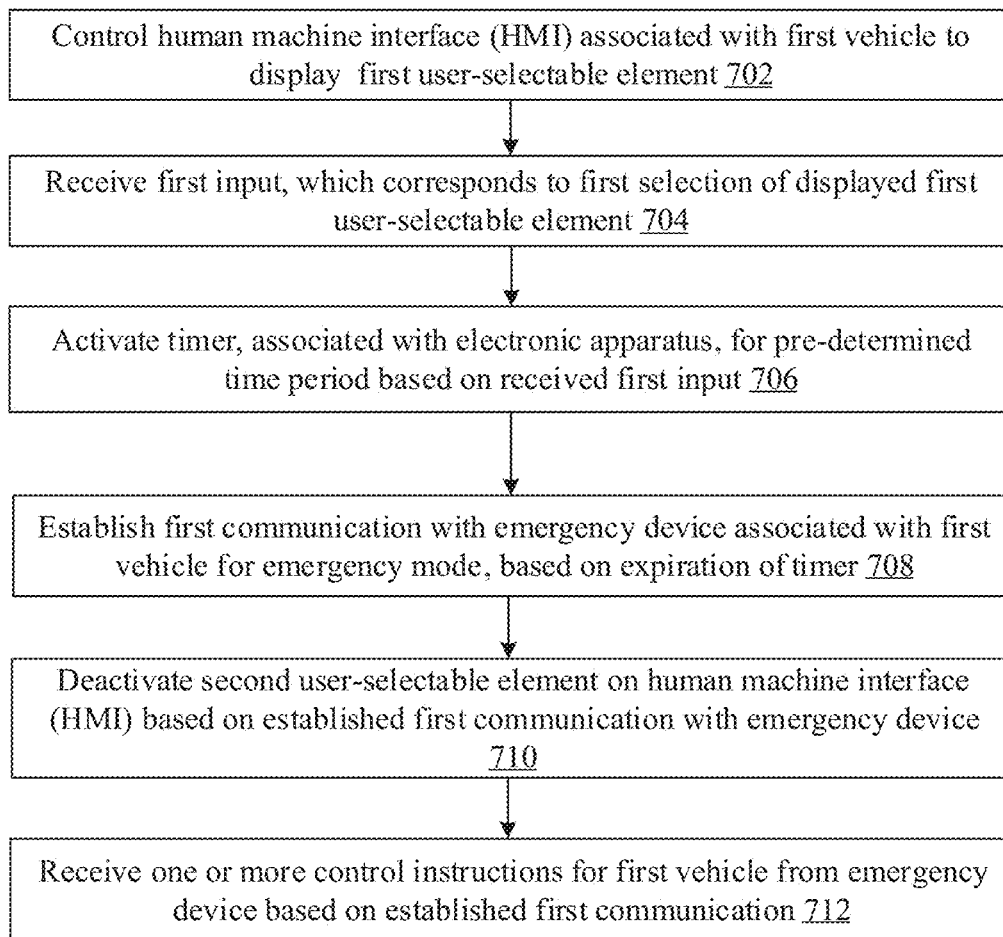 Control human machine interface (HMI) associated with first vehicle to
display first user-selectable element 702
Receive first input, which corresponds to first selection of displayed first
user-selectable element 704
Activate timer, associated with electronic apparatus, for pre-determined
time period based on received first input 706
Establish first communication with emergency device associated with first
vehicle for emergency mode, based on expiration of timer 708
Deactivate second user-selectable element on human machine interface
(HMI) based on established first communication with emergency device
710
Receive one or more control instructions for first vehicle from emergency
device based on established first communication 712